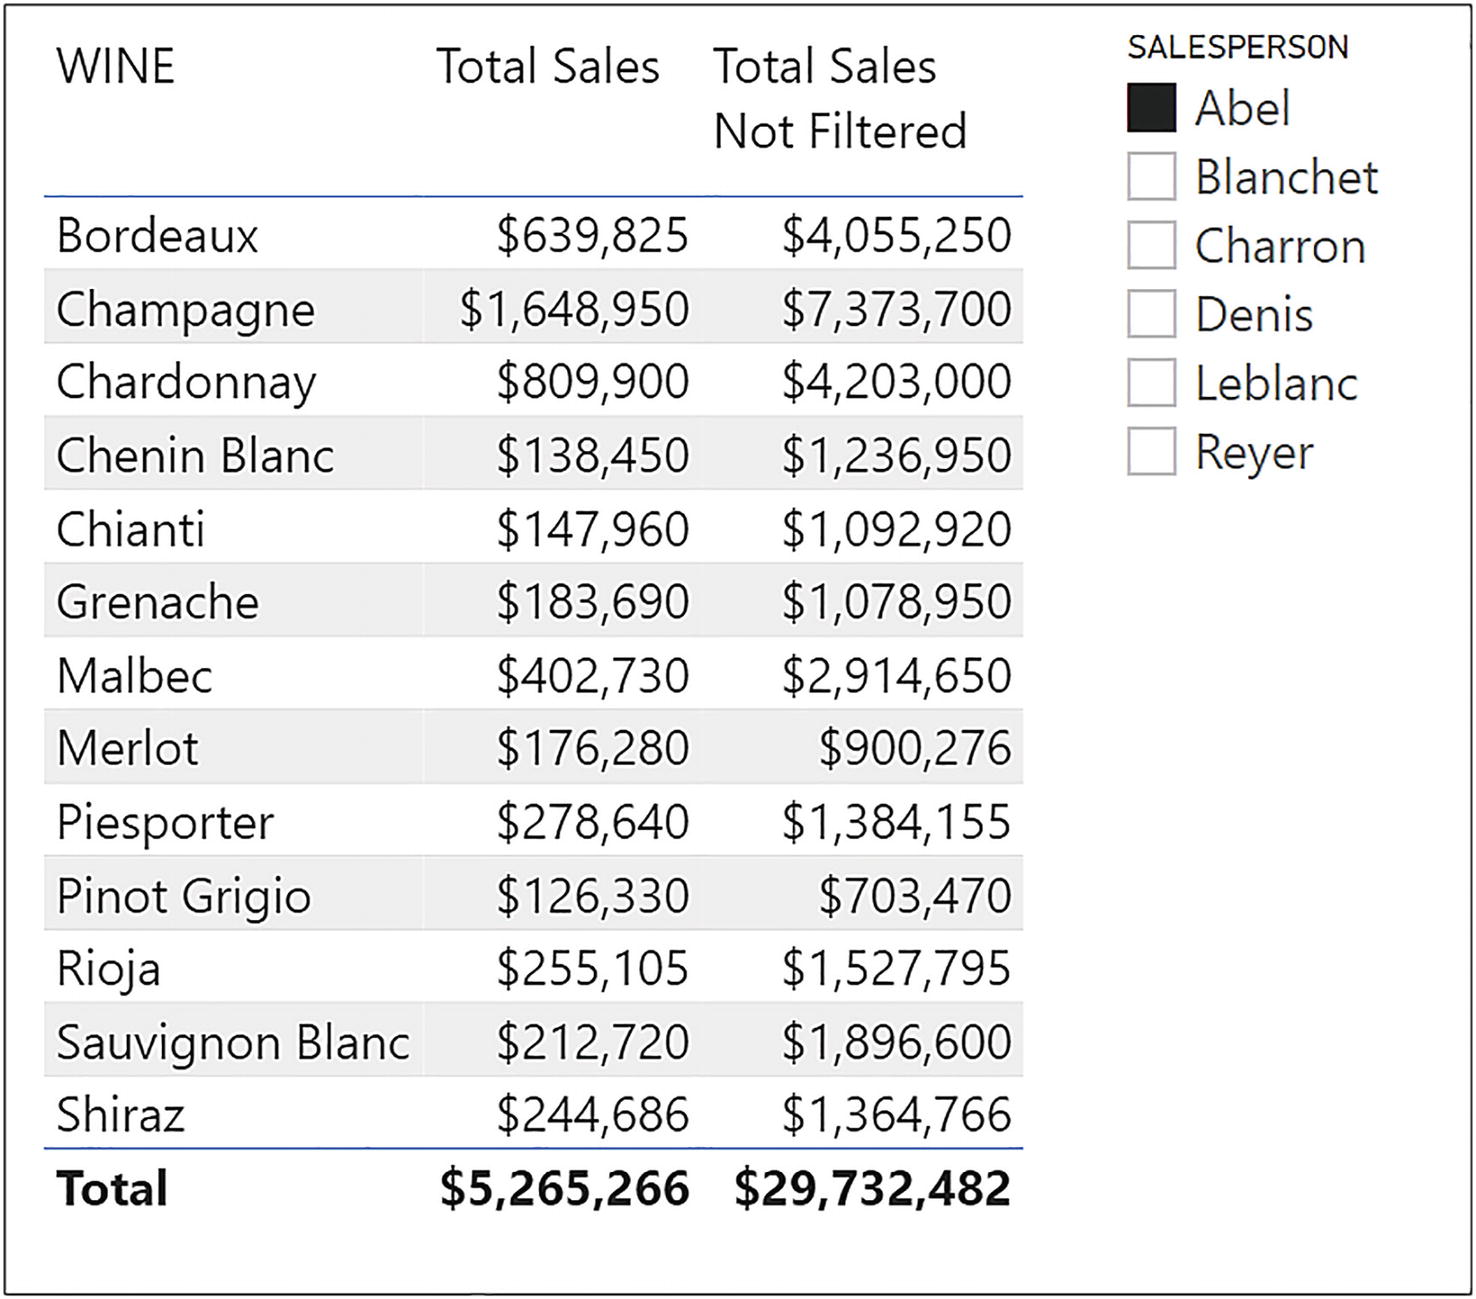 WINE Total Sales Total Sales
Not Filtered
Bordeaux $639,825 $4,055,250
Champagne $1,648,950 $7,373,700
Chardonnay $809,900 $4,203,000
Chenin Blanc $138,450 $1,236,950
Chianti $147,960 $1,092,920
Grenache $183,690 $1,078,950
Malbec $402,730 $2,914,650
Merlot $176,280 $900,276
Piesporter $278,640 $1,384,155
Pinot Grigio $126,330 $703,470
Rioja $255,105 $1,527,795
Sauvignon Blanc $212,720 $1,896,600
Shiraz $244,686 $1,364,766
Total $5,265,266 $29,732,482
SALESPERSON
Abel
Blanchet
Charron
Denis
Leblanc
Reyer